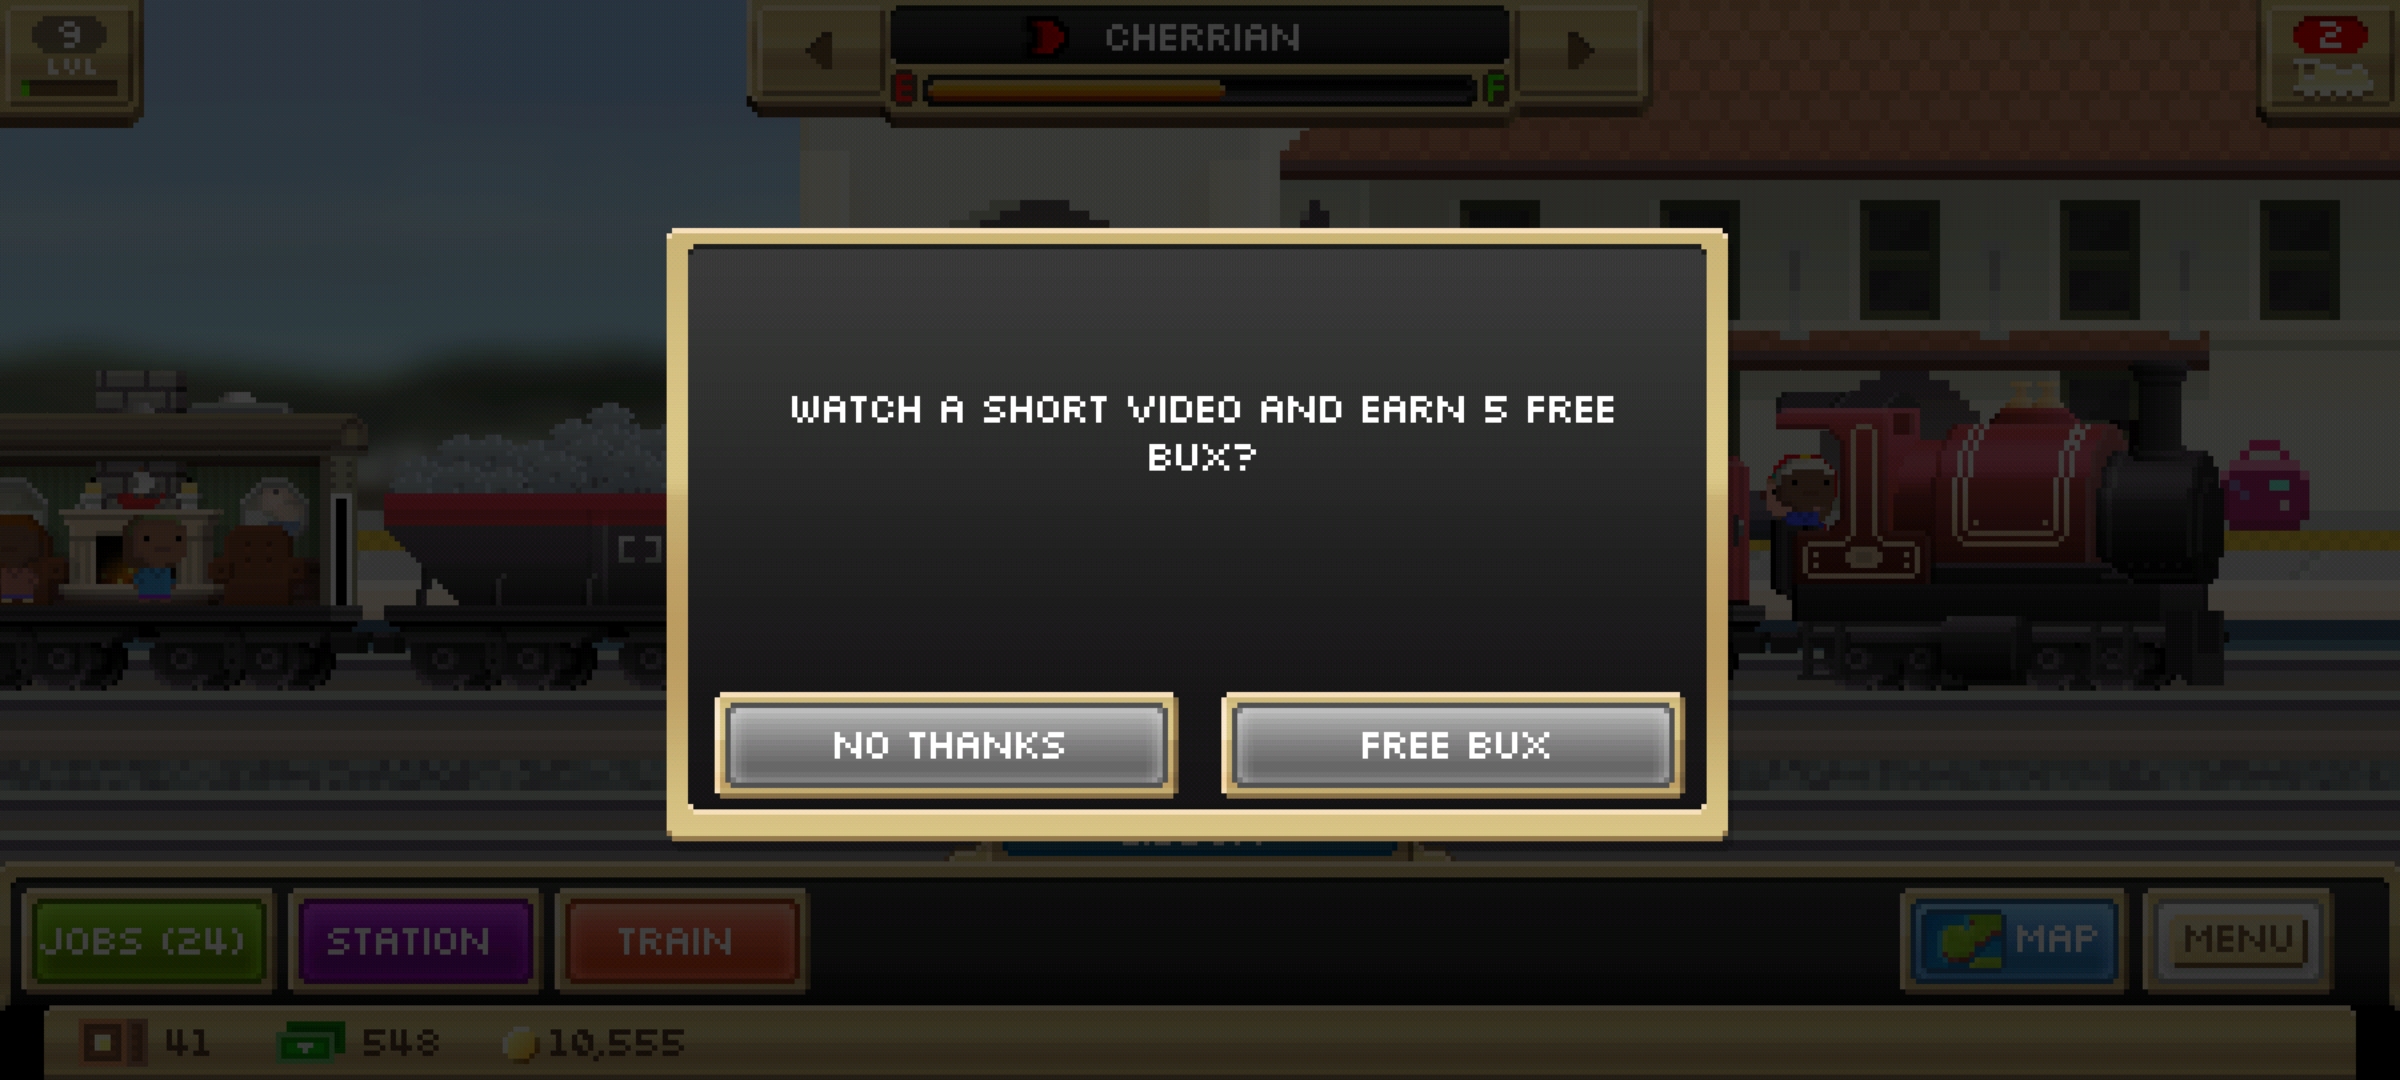 9
LVL
CHERRIAN
E F
2
WATCH A SHORT VIDEO AND EARN 5 FREE
BUX?
NO THANKS
FREE BUX
JOBS (24)
STATION
TRAIN
MAP
MENU
41
548
10,555